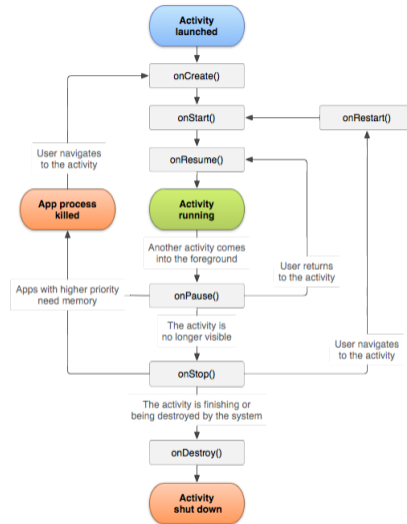 Activity
launched
onCreate()
onStart()
onRestart()
User navigates
to the activity
onResume()
App process
killed
Activity
running
Another activity comes
into the foreground
User returns
to the activity
Apps with higher priority
need memory
onPause()
The activity is
no longer visible
User navigates
to the activity
onStop()
The activity is finishing or
being destroyed by the system
onDestroy()
Activity
shut down